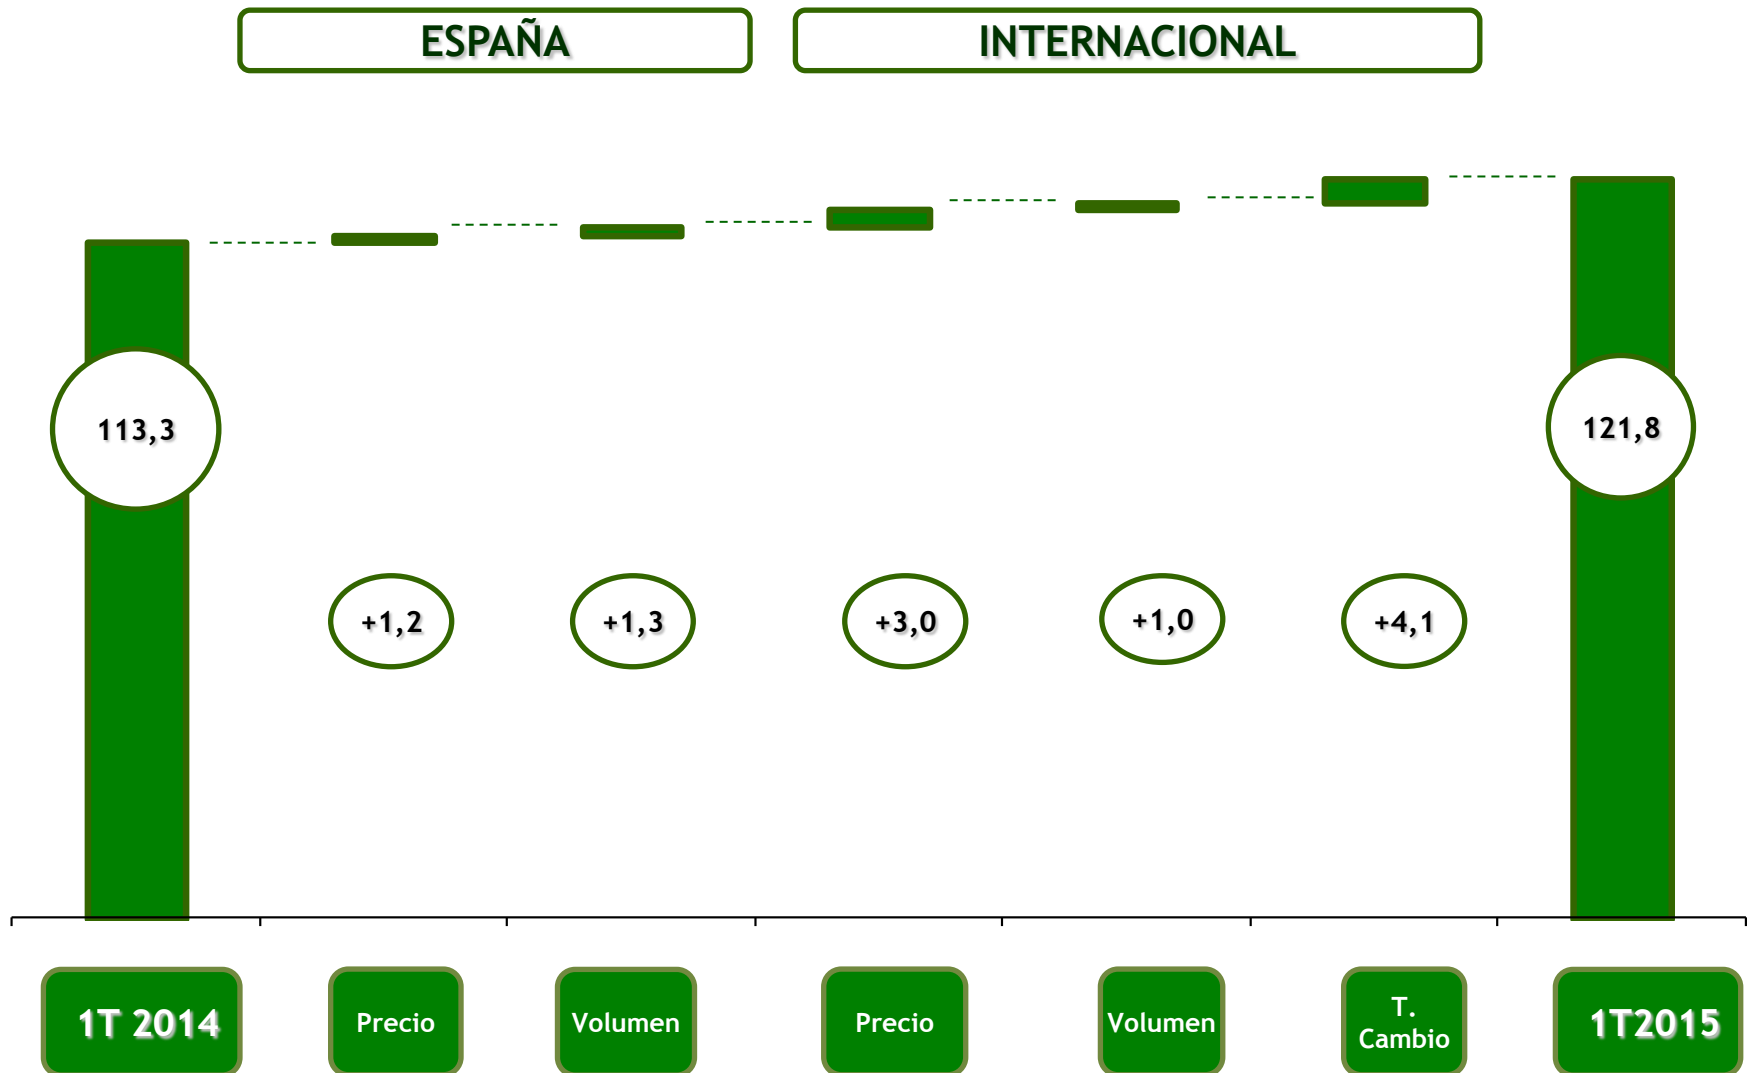 ESPAÑA
INTERNACIONAL
113,3
121,8
+1,2
+1,3
+3,0
+1,0
+4,1
1T 2014
Precio
Volumen
Precio
Volumen
T.
Cambio
1T2015